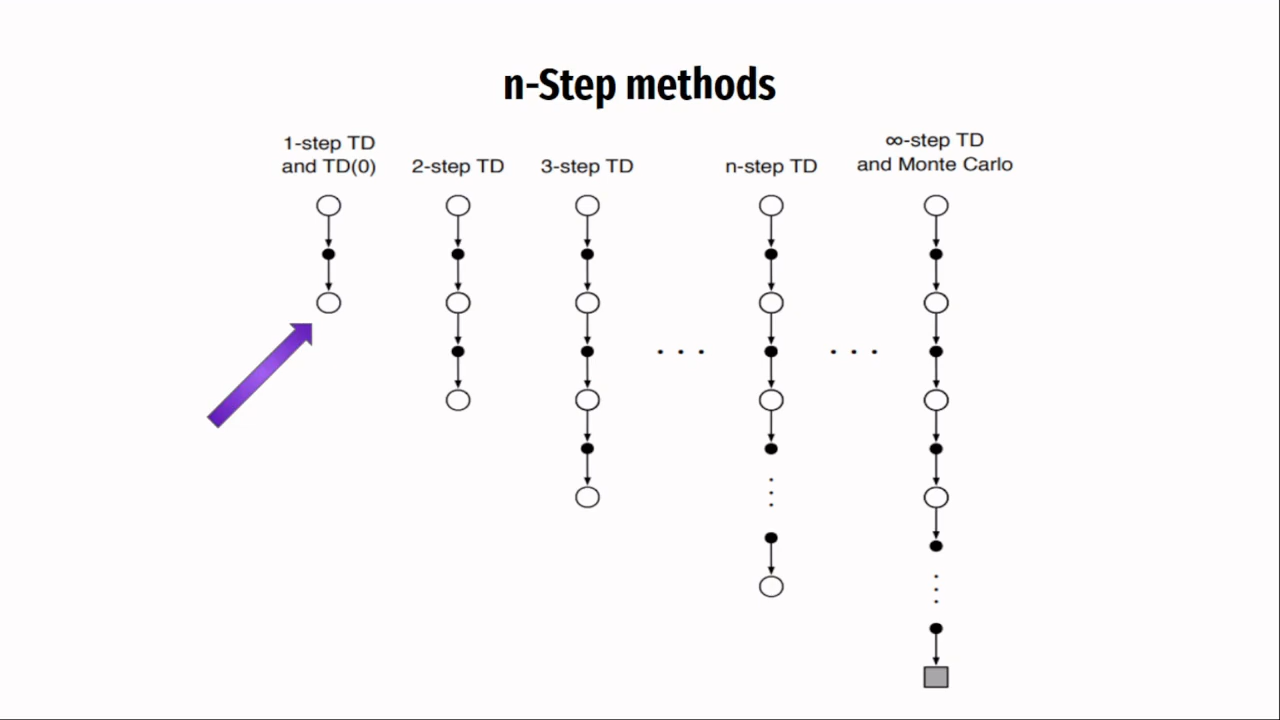 n-Step methods
1-step TD
and TD(0)
2-step TD
3-step TD
n-step TD
∞-step TD
and Monte Carlo